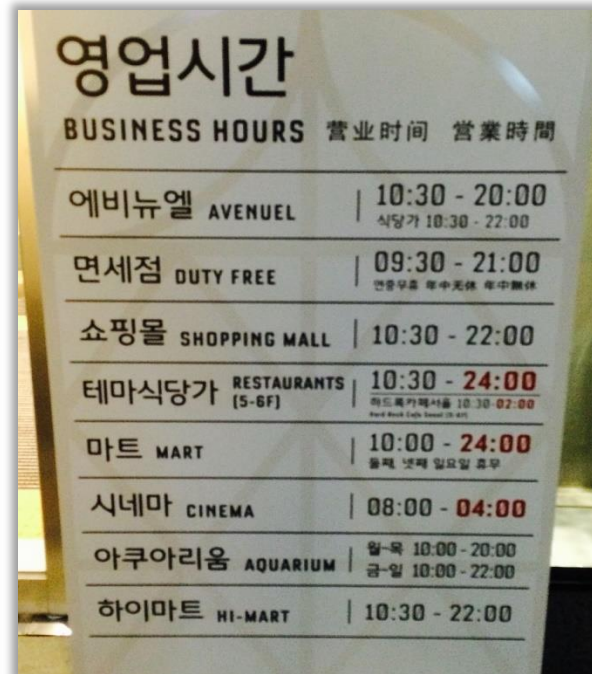 영업시간
BUSINESS HOURS 营业时间 営業時間
에비뉴엘 AVENUEL 10:30 - 20:00
식당가 10:30 - 22:00
면세점 DUTY FREE 09:30 - 21:00
연중무휴 年中无休 年中無休
쇼핑몰 SHOPPING MALL 10:30 - 22:00
테마식당가 RESTAURANTS (5-6F) 10:30 - 24:00
하드록카페서울 10:30-02:00
Hard Rock Cafe Seoul
마트 MART 10:00 - 24:00
둘째, 넷째 일요일 휴무
시네마 CINEMA 08:00 - 04:00
아쿠아리움 AQUARIUM 월-목 10:00 - 20:00
금-일 10:00 - 22:00
하이마트 HI-MART 10:30 - 22:00